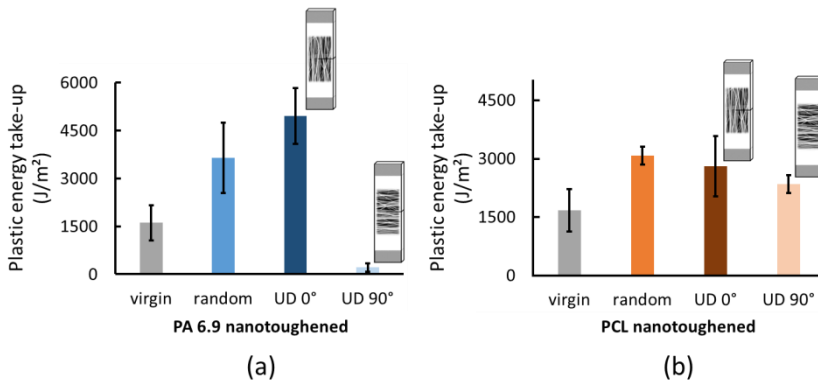 Plastic energy take-up
(J/m²)
6000
4500
3000
1500
0
virgin random UD 0° UD 90°
PA 6.9 nanotoughened
(a)
Plastic energy take-up
(J/m²)
4500
3000
1500
0
virgin random UD 0° UD 90°
PCL nanotoughened
(b)